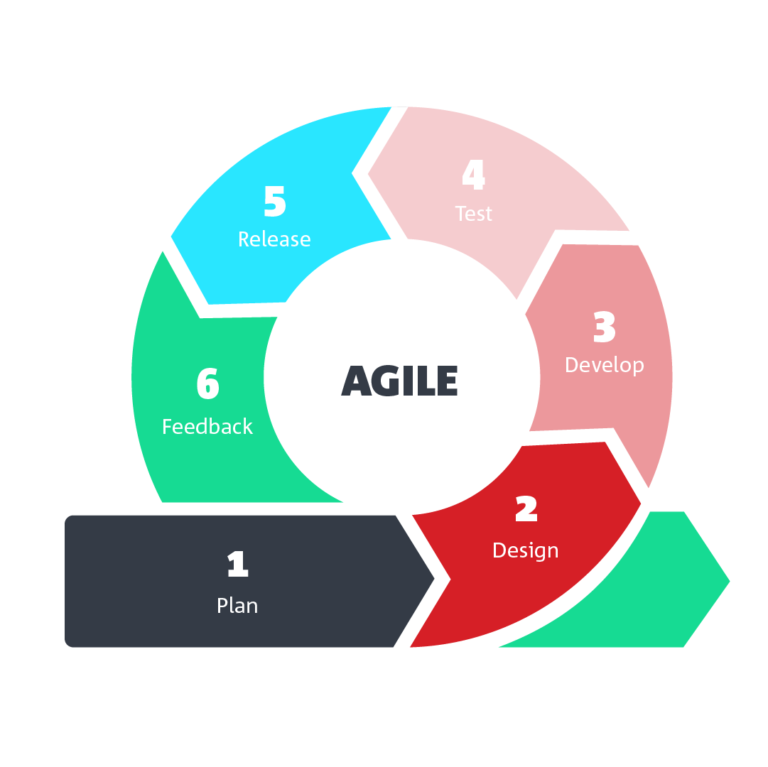 AGILE
1
Plan
2
Design
3
Develop
4
Test
5
Release
6
Feedback